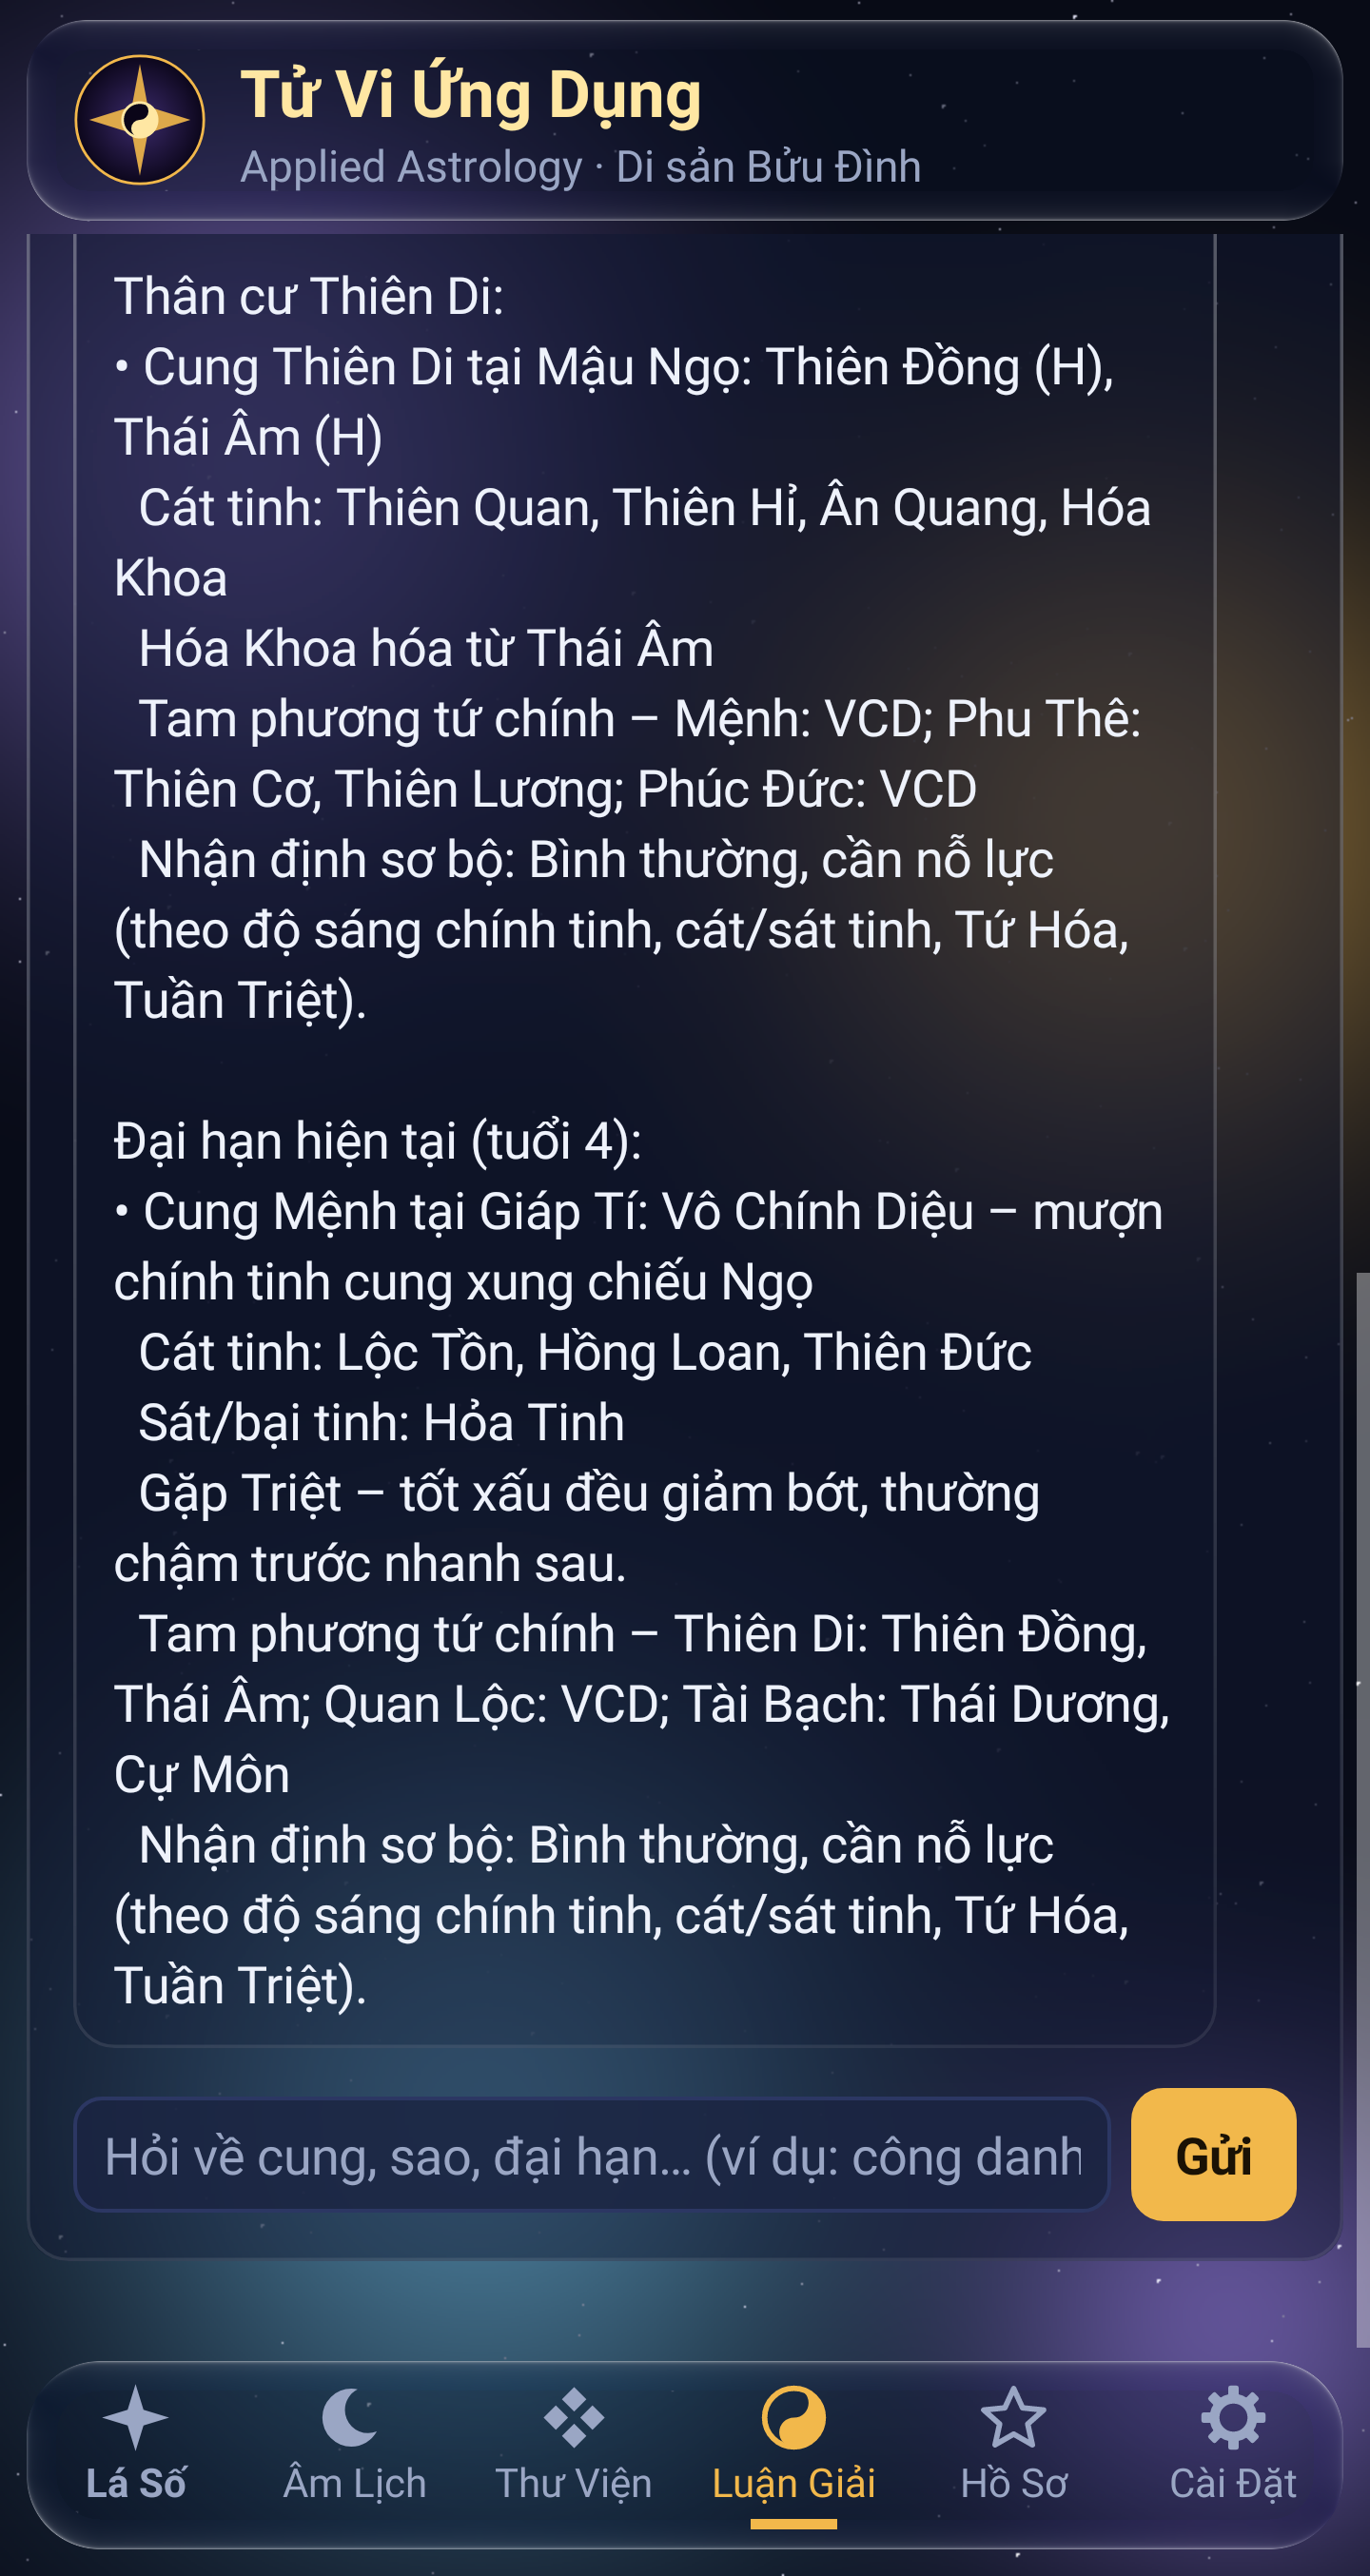 Tử Vi Ứng Dụng
Applied Astrology · Di sản Bửu Đình
Thân cư Thiên Di:
• Cung Thiên Di tại Mậu Ngọ: Thiên Đồng (H),
Thái Âm (H)
Cát tinh: Thiên Quan, Thiên Hỉ, Ân Quang, Hóa
Khoa
Hóa Khoa hóa từ Thái Âm
Tam phương tứ chính – Mệnh: VCD; Phu Thê:
Thiên Cơ, Thiên Lương; Phúc Đức: VCD
Nhận định sơ bộ: Bình thường, cần nỗ lực
(theo độ sáng chính tinh, cát/sát tinh, Tứ Hóa,
Tuần Triệt).
Đại hạn hiện tại (tuổi 4):
• Cung Mệnh tại Giáp Tí: Vô Chính Diệu – mượn
chính tinh cung xung chiếu Ngọ
Cát tinh: Lộc Tồn, Hồng Loan, Thiên Đức
Sát/bại tinh: Hỏa Tinh
Gặp Triệt – tốt xấu đều giảm bớt, thường
chậm trước nhanh sau.
Tam phương tứ chính – Thiên Di: Thiên Đồng,
Thái Âm; Quan Lộc: VCD; Tài Bạch: Thái Dương,
Cự Môn
Nhận định sơ bộ: Bình thường, cần nỗ lực
(theo độ sáng chính tinh, cát/sát tinh, Tứ Hóa,
Tuần Triệt).
Hỏi về cung, sao, đại hạn... (ví dụ: công danh
Gửi
Lá Số
Âm Lịch
Thư Viện
Luận Giải
Hồ Sơ
Cài Đặt